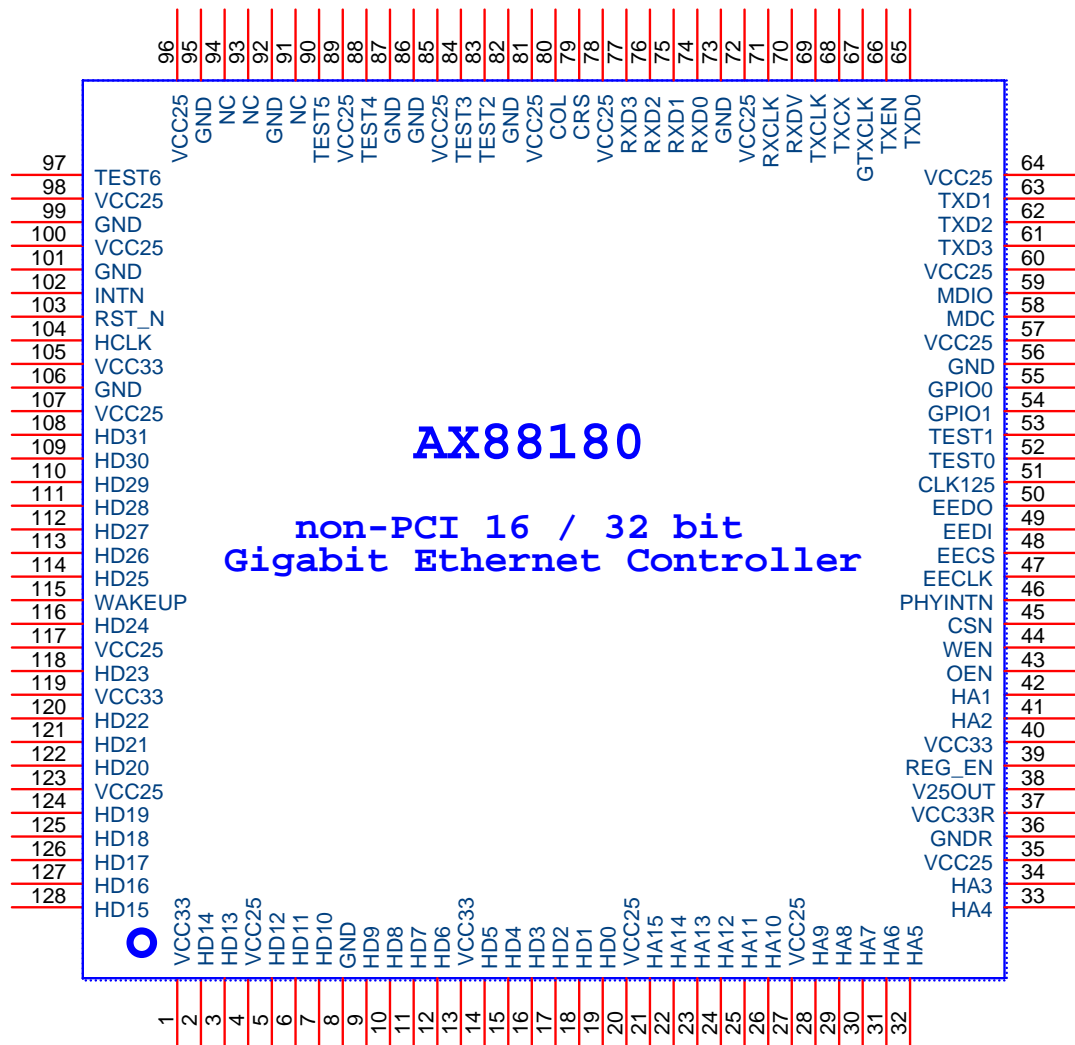 96 95 94 93 92 91 90 89 88 87 86 85 84 83 82 81 80 79 78 77 76 75 74 73 72 71 70 69 68 67 66 65
VCC25 GND NC NC GND NC TEST5 VCC25 TEST4 GND GND VCC25 TEST3 TEST2 GND VCC25 COL CRS VCC25 RXD3 RXD2 RXD1 RXD0 GND VCC25 RXCLK RXDV TXCLK TXCX GTXCLK TXEN TXD0
97 TEST6 VCC25 64
98 VCC25 TXD1 63
99 GND TXD2 62
100 VCC25 TXD3 61
101 GND VCC25 60
102 INTN MDIO 59
103 RST_N MDC 58
104 HCLK VCC25 57
105 VCC33 GND 56
106 GND GPIO0 55
107 VCC25 GPIO1 54
108 HD31 TEST1 53
109 HD30 TEST0 52
110 HD29 CLK125 51
111 HD28 EEDO 50
112 HD27 EEDI 49
113 HD26 EECS 48
114 HD25 EECLK 47
115 WAKEUP PHYINTN 46
116 HD24 CSN 45
117 VCC25 WEN 44
118 HD23 OEN 43
119 VCC33 HA1 42
120 HD22 HA2 41
121 HD21 VCC33 40
122 HD20 REG_EN 39
123 VCC25 V25OUT 38
124 HD19 VCC33R 37
125 HD18 GNDR 36
126 HD17 VCC25 35
127 HD16 HA3 34
128 HD15 HA4 33
AX88180
non-PCI 16 / 32 bit
Gigabit Ethernet Controller
VCC33 HD14 HD13 VCC25 HD12 HD11 HD10 GND HD9 HD8 HD7 HD6 VCC33 HD5 HD4 HD3 HD2 HD1 HD0 VCC25 HA15 HA14 HA13 HA12 HA11 HA10 VCC25 HA9 HA8 HA7 HA6 HA5
1 2 3 4 5 6 7 8 9 10 11 12 13 14 15 16 17 18 19 20 21 22 23 24 25 26 27 28 29 30 31 32